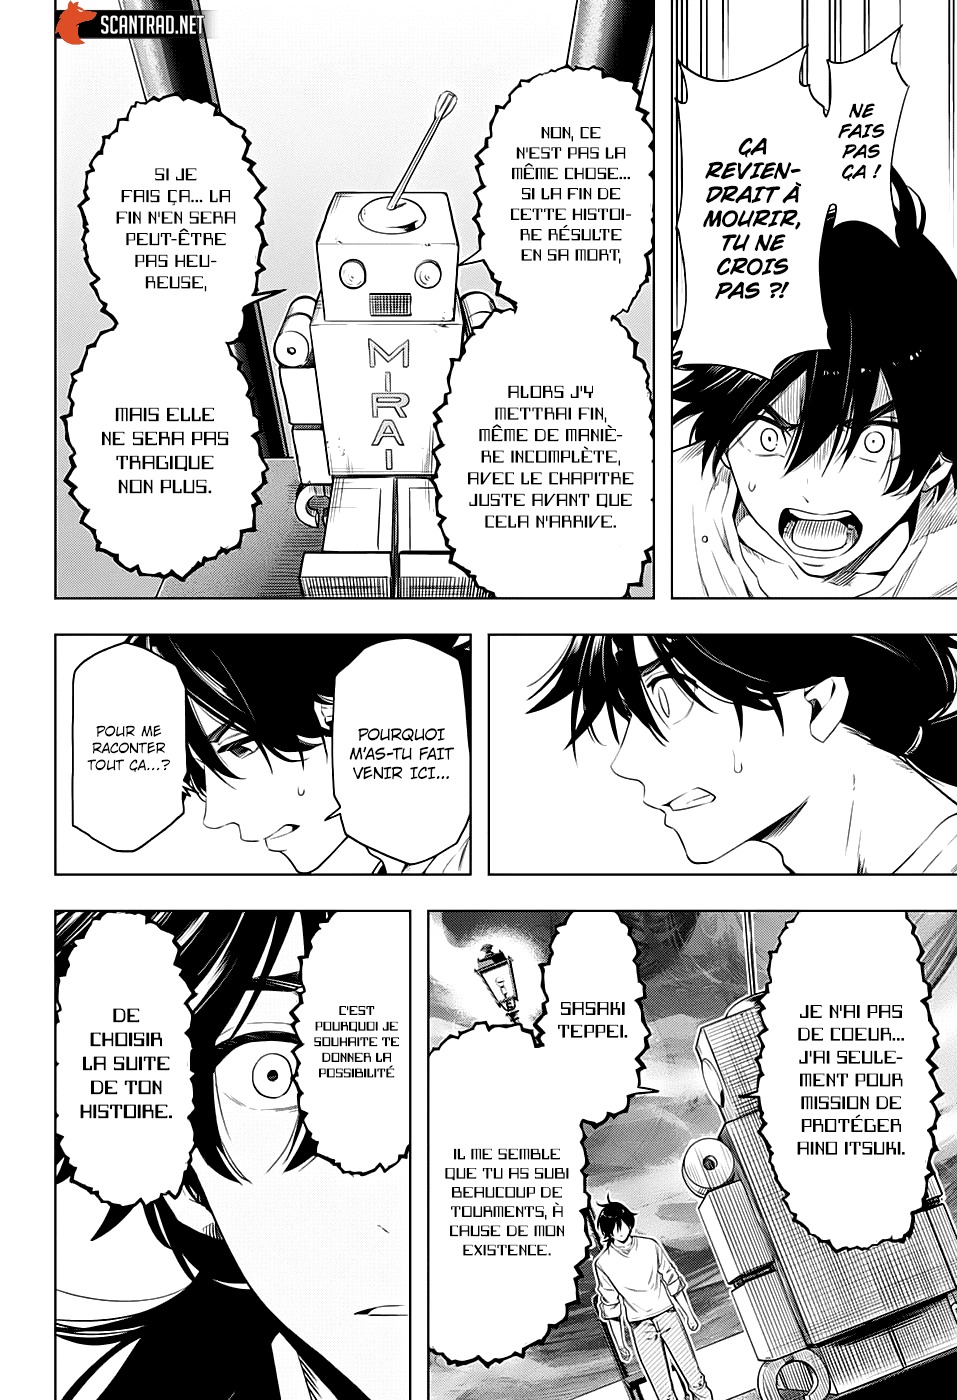 SCANTRAD.NET
NE
FAIS
PAS
ÇA !
ÇA
REVIEN-
DRAIT À
MOURIR,
TU NE
CROIS
PAS ?!
NON, CE
N'EST PAS LA
MÊME CHOSE...
SI LA FIN DE
CETTE HISTOI-
RE RÉSULTE
EN SA MORT,
ALORS J'Y
METTRAI FIN,
MÊME DE MANIÈ-
RE INCOMPLÈTE,
AVEC LE CHAPITRE
JUSTE AVANT QUE
CELA N'ARRIVE.
SI JE
FAIS ÇA... LA
FIN N'EN SERA
PEUT-ÊTRE
PAS HEU-
REUSE,
MAIS ELLE
NE SERA PAS
TRAGIQUE
NON PLUS.
MIRAI
POURQUOI
M'AS-TU FAIT
VENIR ICI...
POUR ME
RACONTER
TOUT ÇA...?
JE N'AI PAS
DE COEUR...
J'AI SEULE-
MENT POUR
MISSION DE
PROTÉGER
AINO ITSUKI.
SASAKI
TEPPEI.
IL ME SEMBLE
QUE TU AS SUBI
BEAUCOUP DE
TOURMENTS, À
CAUSE DE MON
EXISTENCE.
C'EST
POURQUOI JE
SOUHAITE TE
DONNER LA
POSSIBILITÉ
DE
CHOISIR
LA SUITE
DE TON
HISTOIRE.